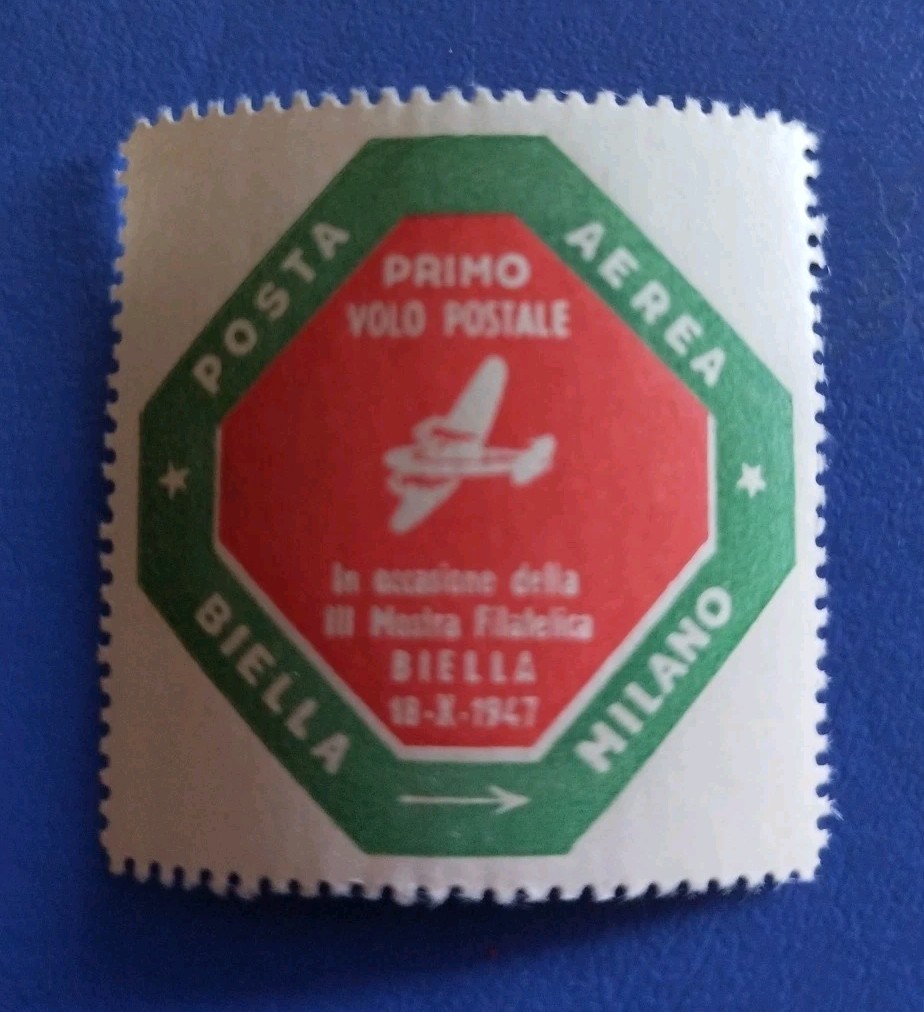 POSTA AEREA
PRIMO
VOLO POSTALE
In occasione della
III Mostra Filatelica
BIELLA
18-X-1947
BIELLA → MILANO